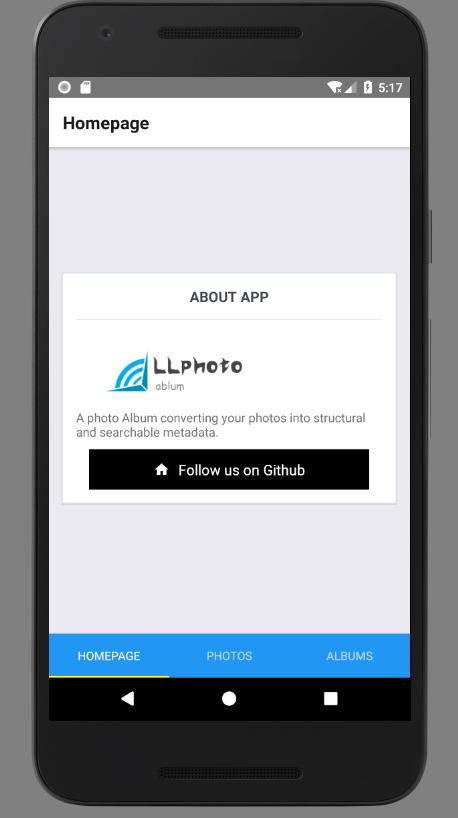 5:17
Homepage
ABOUT APP
LLPhoto
ablum
A photo Album converting your photos into structural
and searchable metadata.
Follow us on Github
HOMEPAGE PHOTOS ALBUMS